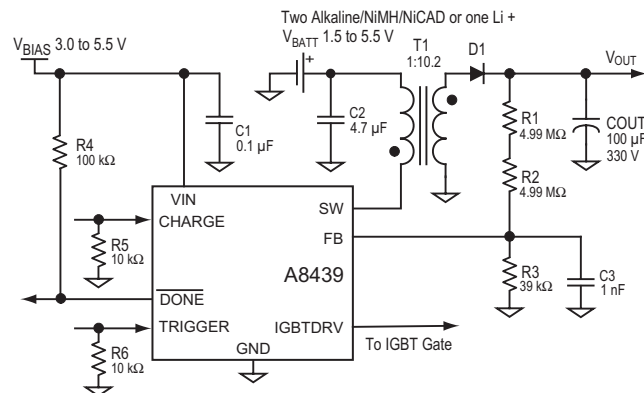 Two Alkaline/NiMH/NiCAD or one Li +
VBIAS 3.0 to 5.5 V
VBATT 1.5 to 5.5 V
+
T1
1:10.2
D1
VOUT
R4
100 kΩ
C1
0.1 µF
C2
4.7 µF
R1
4.99 MΩ
COUT
100 µF
330 V
R2
4.99 MΩ
VIN
SW
CHARGE
R5
10 kΩ
FB
A8439
R3
39 kΩ
C3
1 nF
DONE
TRIGGER
IGBTDRV
To IGBT Gate
R6
10 kΩ
GND